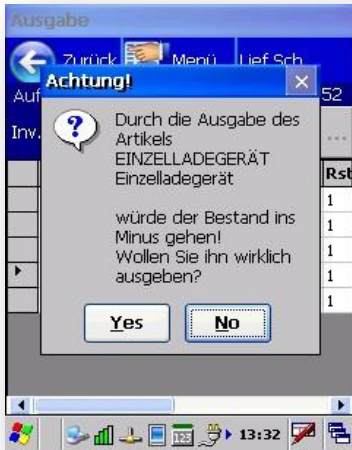 Ausgabe
Zurück Menü Lief.Sch.
Achtung!
Auf 52
Inv. ...
Durch die Ausgabe des
Artikels
EINZELLADEGERÄT
Einzelladegerät
würde der Bestand ins
Minus gehen!
Wollen Sie ihn wirklich
ausgeben?
Rst
1
1
1
1
1
Yes No
123 13:32